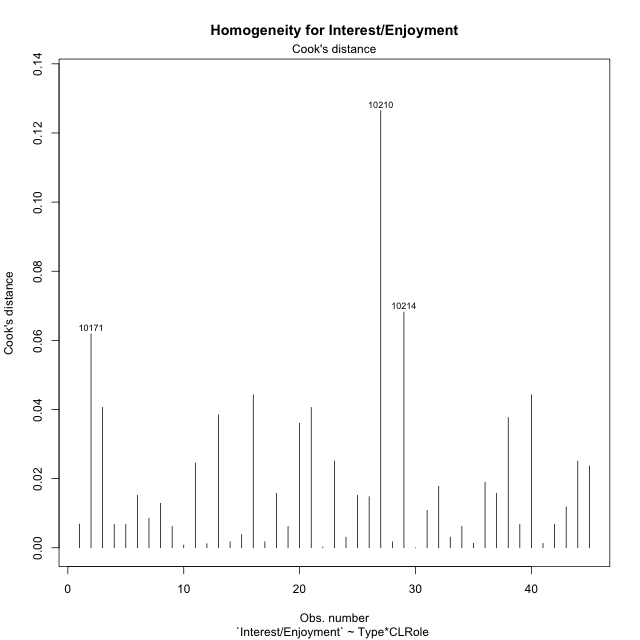 Homogeneity for Interest/Enjoyment
Cook's distance
Cook's distance
0.14
0.12
0.10
0.08
0.06
0.04
0.02
0.00
10210
10214
10171
0 10 20 30 40
Obs. number
`Interest/Enjoyment` ~ Type*CLRole